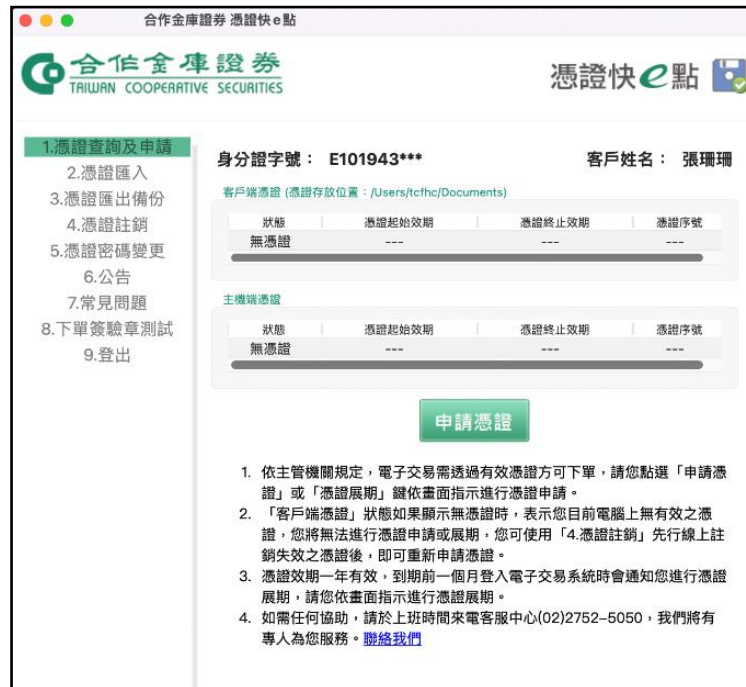 合作金庫證券 憑證快e點
合作金庫證券
TAIWAN COOPERATIVE SECURITIES
憑證快e點
1.憑證查詢及申請
2.憑證匯入
3.憑證匯出備份
4.憑證註銷
5.憑證密碼變更
6.公告
7.常見問題
8.下單簽驗章測試
9.登出
身分證字號： E101943***
客戶姓名： 張珊珊
客戶端憑證 (憑證存放位置：/Users/tcfhc/Documents)
狀態 憑證起始效期 憑證終止效期 憑證序號
無憑證 --- --- ---
主機端憑證
狀態 憑證起始效期 憑證終止效期 憑證序號
無憑證 --- --- ---
申請憑證
1. 依主管機關規定，電子交易需透過有效憑證方可下單，請您點選「申請憑
證」或「憑證展期」鍵依畫面指示進行憑證申請。
2. 「客戶端憑證」狀態如果顯示無憑證時，表示您目前電腦上無有效之憑
證，您將無法進行憑證申請或展期，您可使用「4.憑證註銷」先行線上註
銷失效之憑證後，即可重新申請憑證。
3. 憑證效期一年有效，到期前一個月登入電子交易系統時會通知您進行憑證
展期，請您依畫面指示進行憑證展期。
4. 如需任何協助，請於上班時間來電客服中心(02)2752–5050，我們將有
專人為您服務。聯絡我們